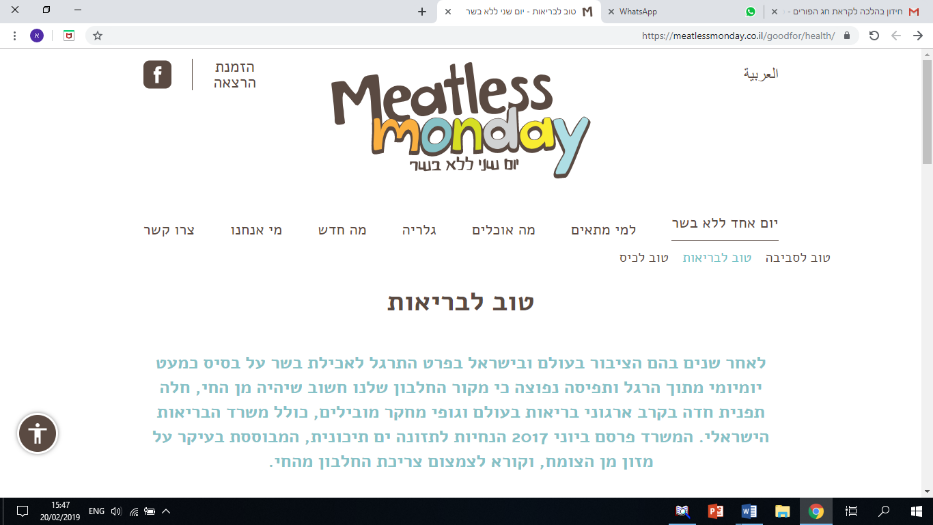 חידון בהלכה לקראת חג הפורים -
WhatsApp
טוב לבריאות - יום שני ללא בשר
https://meatlessmonday.co.il/goodfor/health/
א
العربية
Meatless
monday
יום שני ללא בשר
הזמנת
הרצאה
f
יום אחד ללא בשר
למי מתאים
מה אוכלים
גלריה
מה חדש
מי אנחנו
צרו קשר
טוב לסביבה
טוב לבריאות
טוב לכיס
טוב לבריאות
לאחר שנים בהם הציבור בעולם ובישראל בפרט התרגל לאכילת בשר על בסיס כמעט
יומיומי מתוך הרגל ותפיסה נפוצה כי מקור החלבון שלנו חשוב שיהיה מן החי, חלה
תפנית חדה בקרב ארגוני בריאות בעולם וגופי מחקר מובילים, כולל משרד הבריאות
הישראלי. המשרד פרסם ביוני 2017 הנחיות לתזונה ים תיכונית, המבוססת בעיקר על
מזון מן הצומח, וקורא לצמצום צריכת החלבון מהחי.
15:47
20/02/2019
ENG